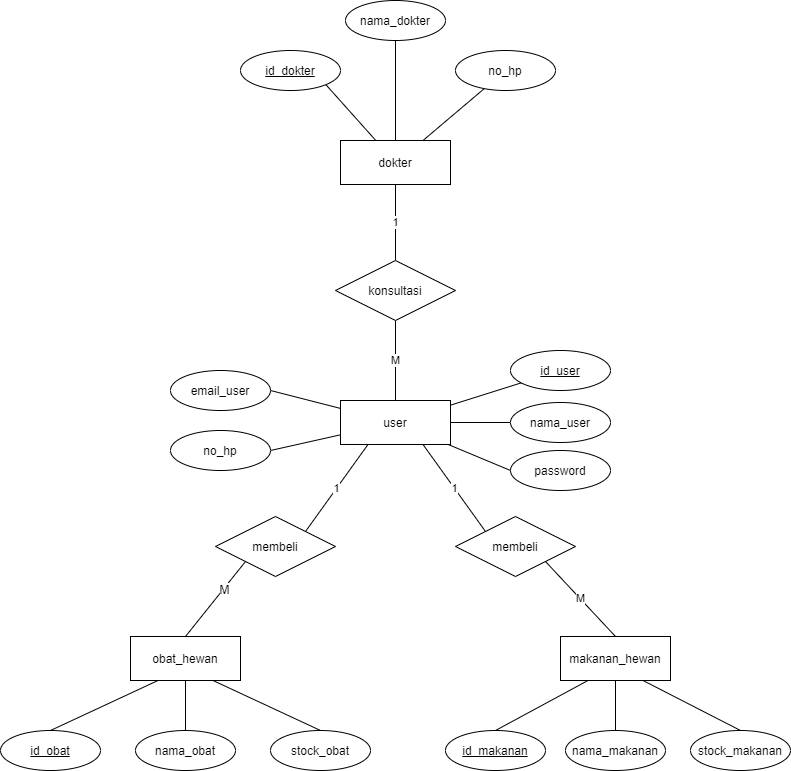 nama_dokter
id_dokter
no_hp
dokter
1
konsultasi
M
id_user
email_user
user
nama_user
no_hp
password
1
1
membeli
membeli
M
M
obat_hewan
makanan_hewan
id_obat
nama_obat
stock_obat
id_makanan
nama_makanan
stock_makanan